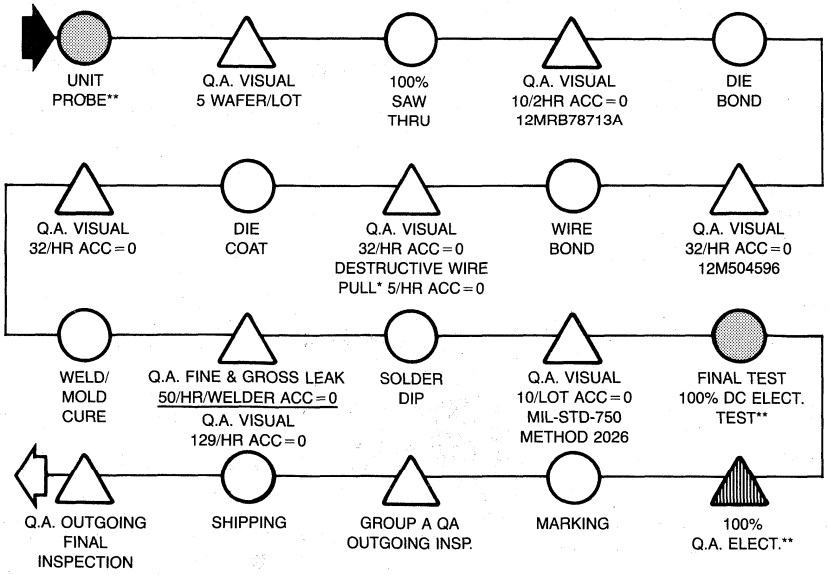 UNIT
PROBE**
Q.A. VISUAL
5 WAFER/LOT
100%
SAW
THRU
Q.A. VISUAL
10/2HR ACC=0
12MRB78713A
DIE
BOND
Q.A. VISUAL
32/HR ACC=0
DIE
COAT
Q.A. VISUAL
32/HR ACC=0
DESTRUCTIVE WIRE
PULL* 5/HR ACC=0
WIRE
BOND
Q.A. VISUAL
32/HR ACC=0
12M504596
WELD/
MOLD
CURE
Q.A. FINE & GROSS LEAK
50/HR/WELDER ACC=0
Q.A. VISUAL
129/HR ACC=0
SOLDER
DIP
Q.A. VISUAL
10/LOT ACC=0
MIL-STD-750
METHOD 2026
FINAL TEST
100% DC ELECT.
TEST**
Q.A. OUTGOING
FINAL
INSPECTION
SHIPPING
GROUP A QA
OUTGOING INSP.
MARKING
100%
Q.A. ELECT.**